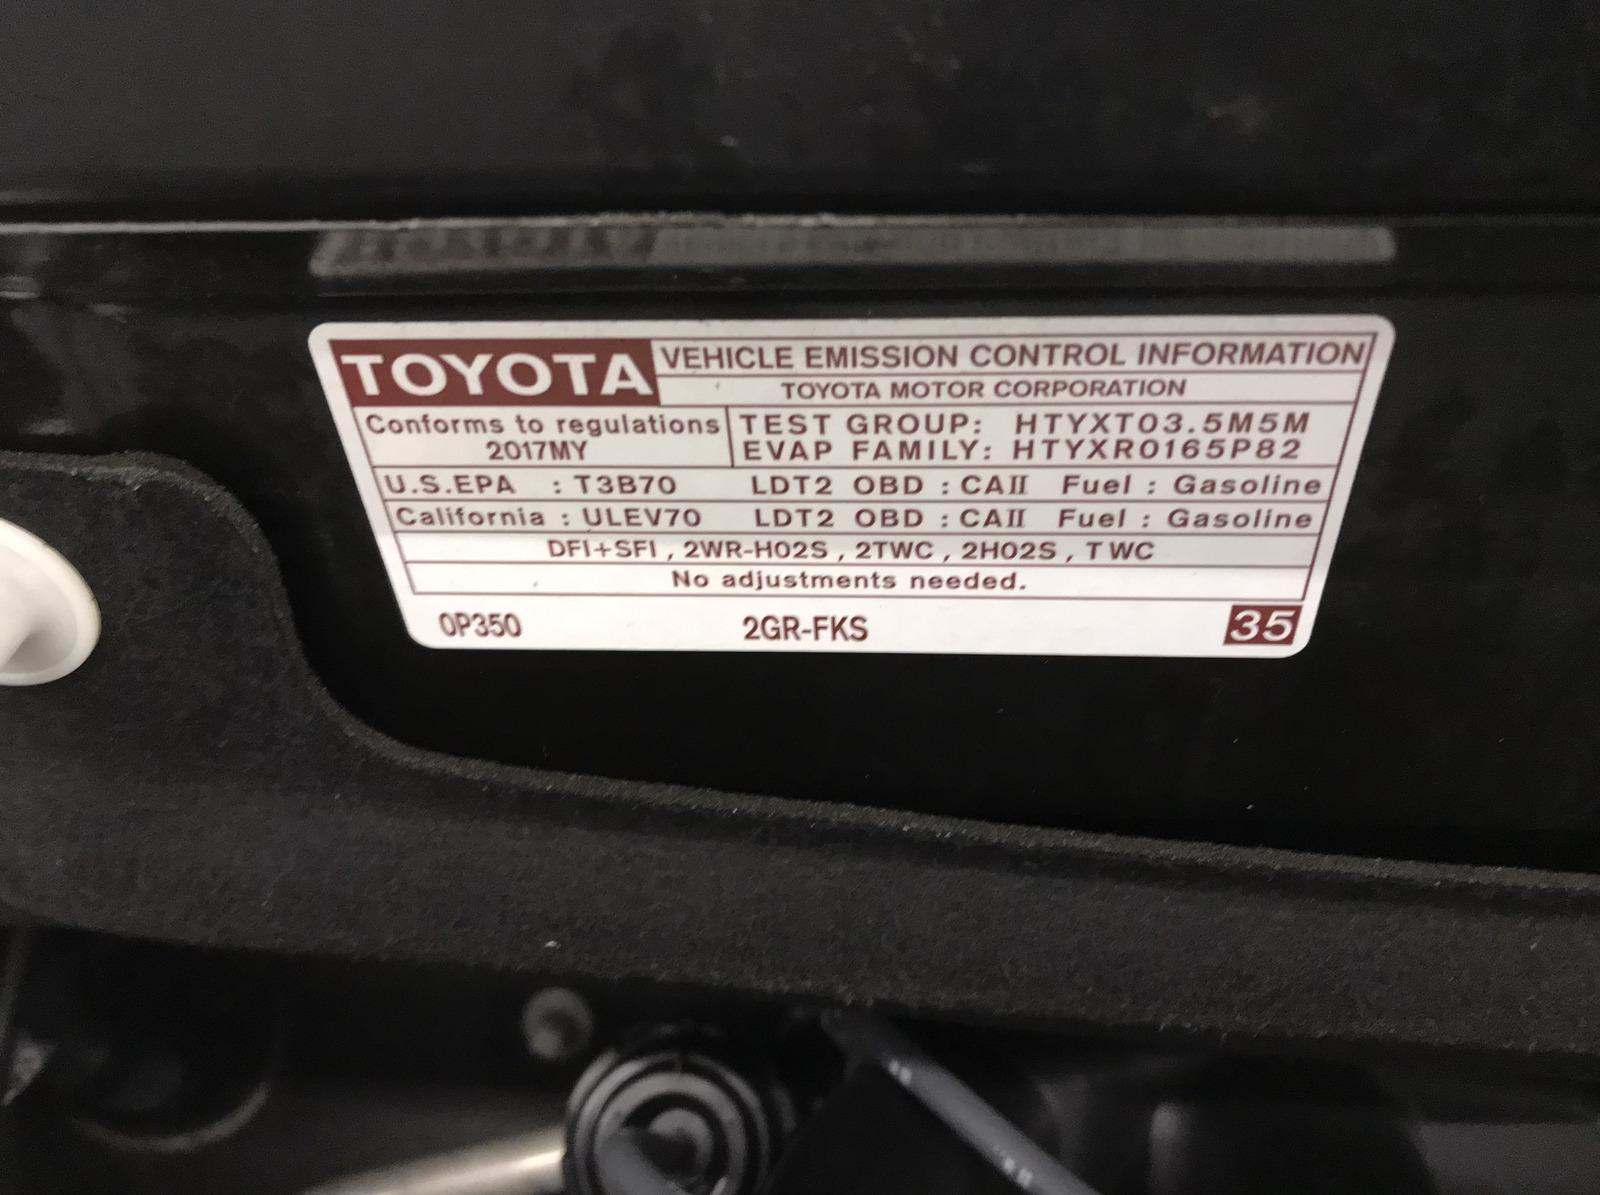 TOYOTA VEHICLE EMISSION CONTROL INFORMATION
TOYOTA MOTOR CORPORATION
Conforms to regulations
2017MY
TEST GROUP: HTYXT03.5M5M
EVAP FAMILY: HTYXR0165P82
U.S.EPA : T3B70 LDT2 OBD : CAII Fuel : Gasoline
California : ULEV70 LDT2 OBD : CAII Fuel : Gasoline
DFI+SFI , 2WR-HO2S , 2TWC , 2HO2S , TWC
No adjustments needed.
0P350 2GR-FKS 35